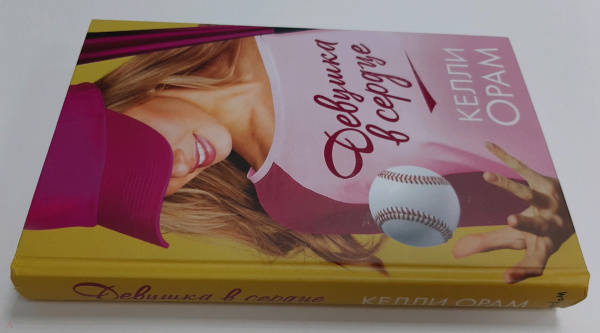 Девушка
в сердце
КЕЛЛИ
ОРАМ
Девушка в сердце
КЕЛЛИ ОРАМ